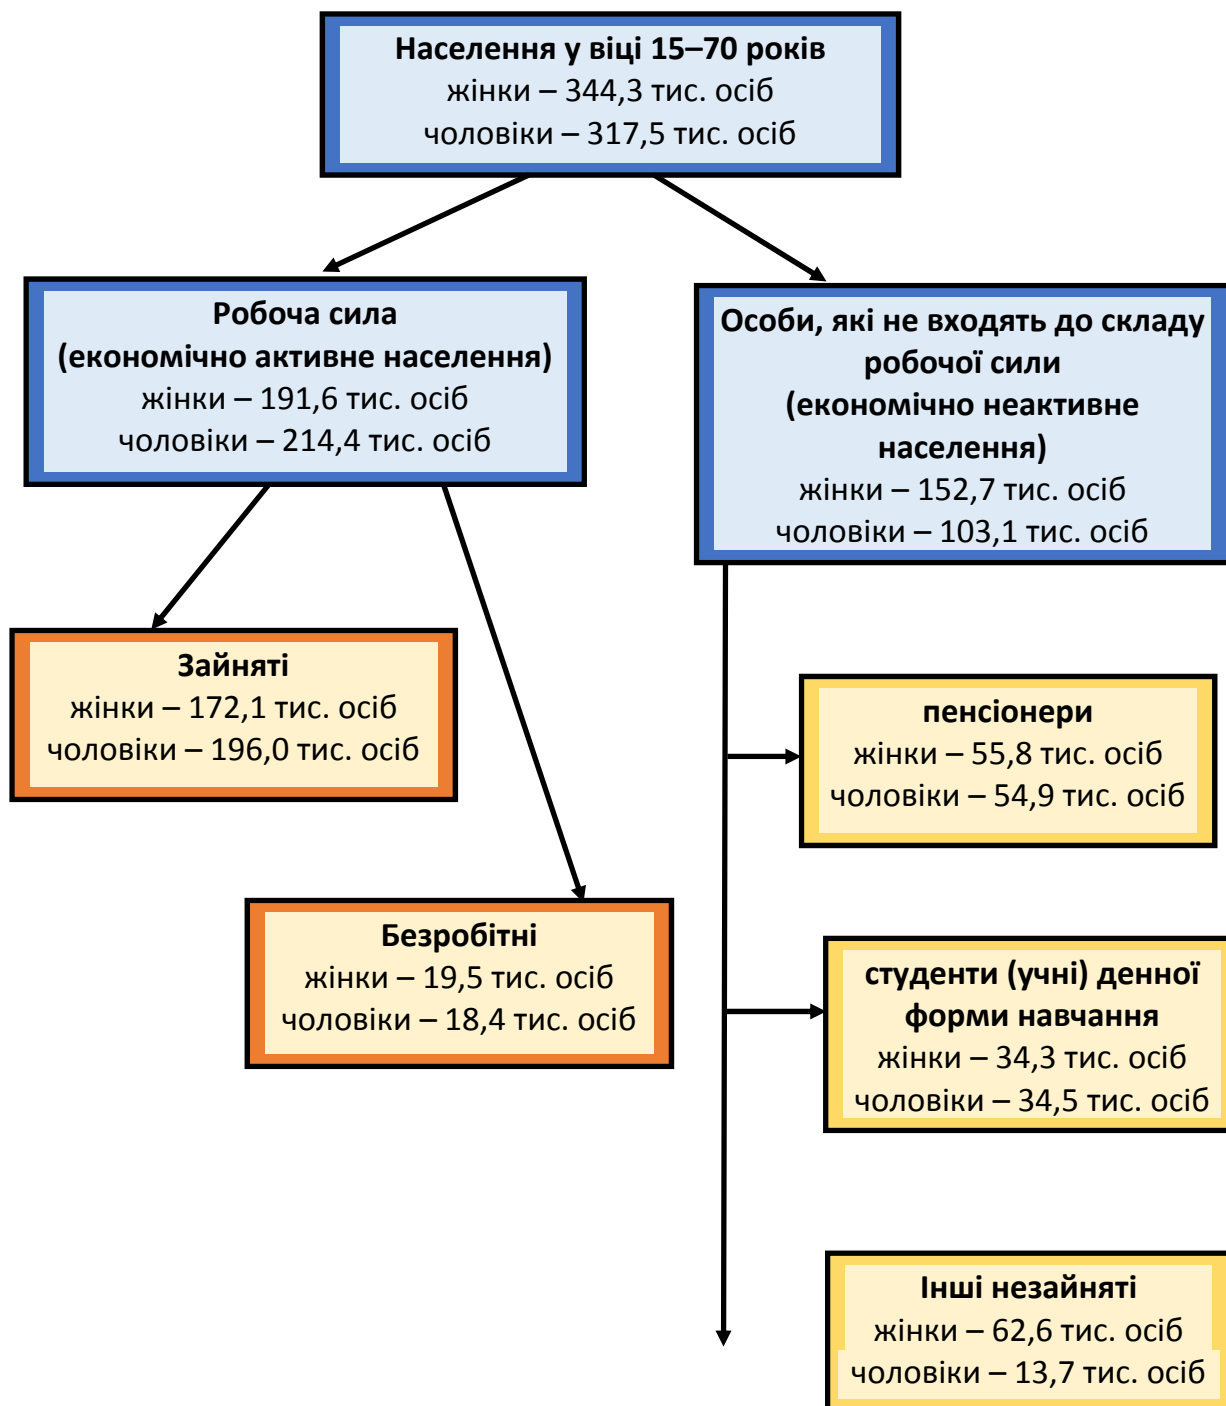 Населення у віці 15–70 років
жінки – 344,3 тис. осіб
чоловіки – 317,5 тис. осіб
Робоча сила
(економічно активне населення)
жінки – 191,6 тис. осіб
чоловіки – 214,4 тис. осіб
Особи, які не входять до складу
робочої сили
(економічно неактивне
населення)
жінки – 152,7 тис. осіб
чоловіки – 103,1 тис. осіб
Зайняті
жінки – 172,1 тис. осіб
чоловіки – 196,0 тис. осіб
пенсіонери
жінки – 55,8 тис. осіб
чоловіки – 54,9 тис. осіб
Безробітні
жінки – 19,5 тис. осіб
чоловіки – 18,4 тис. осіб
студенти (учні) денної
форми навчання
жінки – 34,3 тис. осіб
чоловіки – 34,5 тис. осіб
Інші незайняті
жінки – 62,6 тис. осіб
чоловіки – 13,7 тис. осіб